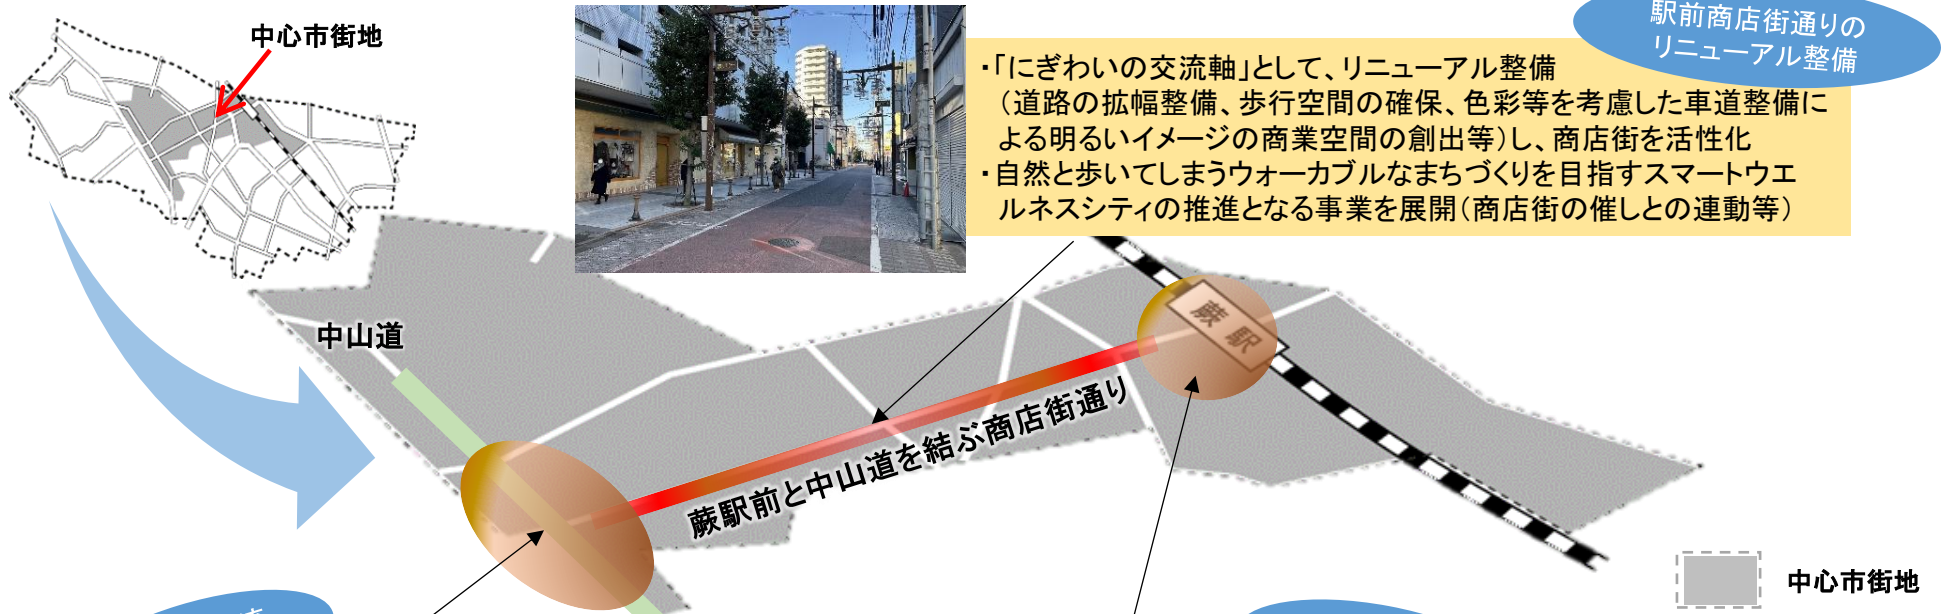 中心市街地
駅前商店街通りの
リニューアル整備
・「にぎわいの交流軸」として、リニューアル整備
（道路の拡幅整備、歩行空間の確保、色彩等を考慮した車道整備に
よる明るいイメージの商業空間の創出等）し、商店街を活性化
・自然と歩いてしまうウォーカブルなまちづくりを目指すスマートウエ
ルネスシティの推進となる事業を展開（商店街の催しとの連動等）
中山道
蕨駅
蕨駅前と中山道を結ぶ商店街通り
中心市街地